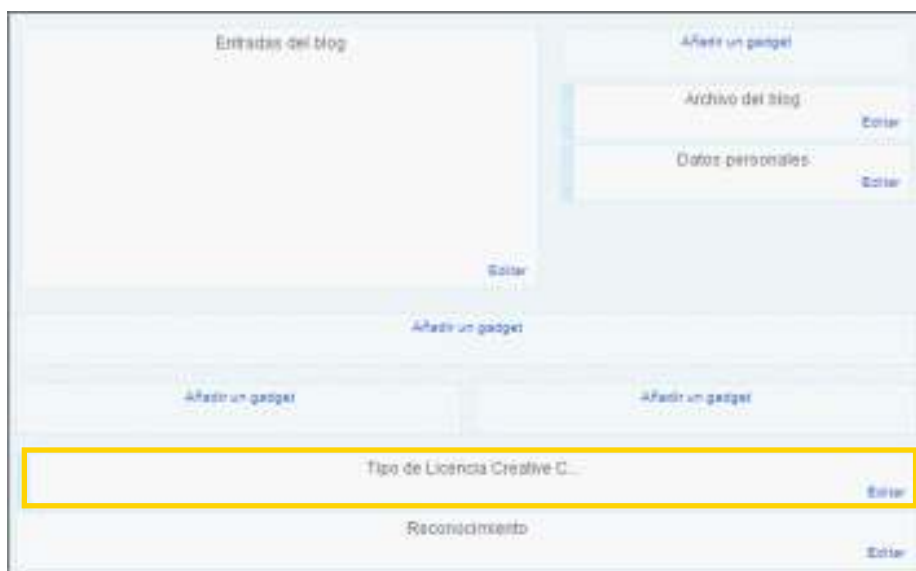 Entradas del blog
Editar
Añadir un gadget
Archivo del blog
Editar
Datos personales
Editar
Añadir un gadget
Añadir un gadget
Añadir un gadget
Tipo de Licencia Creative C...
Editar
Reconocimiento
Editar